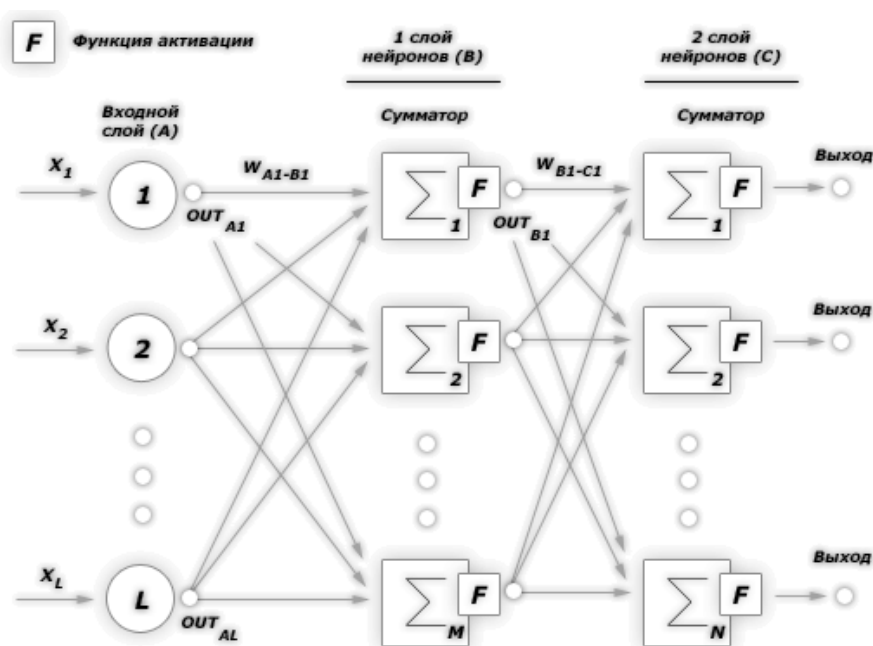 F Функция активации
1 слой
нейронов (B)
2 слой
нейронов (C)
Входной
слой (A)
Сумматор
Сумматор
X1
1
WA1-B1
OUTA1
∑ 1
F
WB1-C1
OUTB1
∑ 1
F
Выход
X2
2
∑ 2
F
∑ 2
F
Выход
XL
L
OUTAL
∑ M
F
∑ N
F
Выход